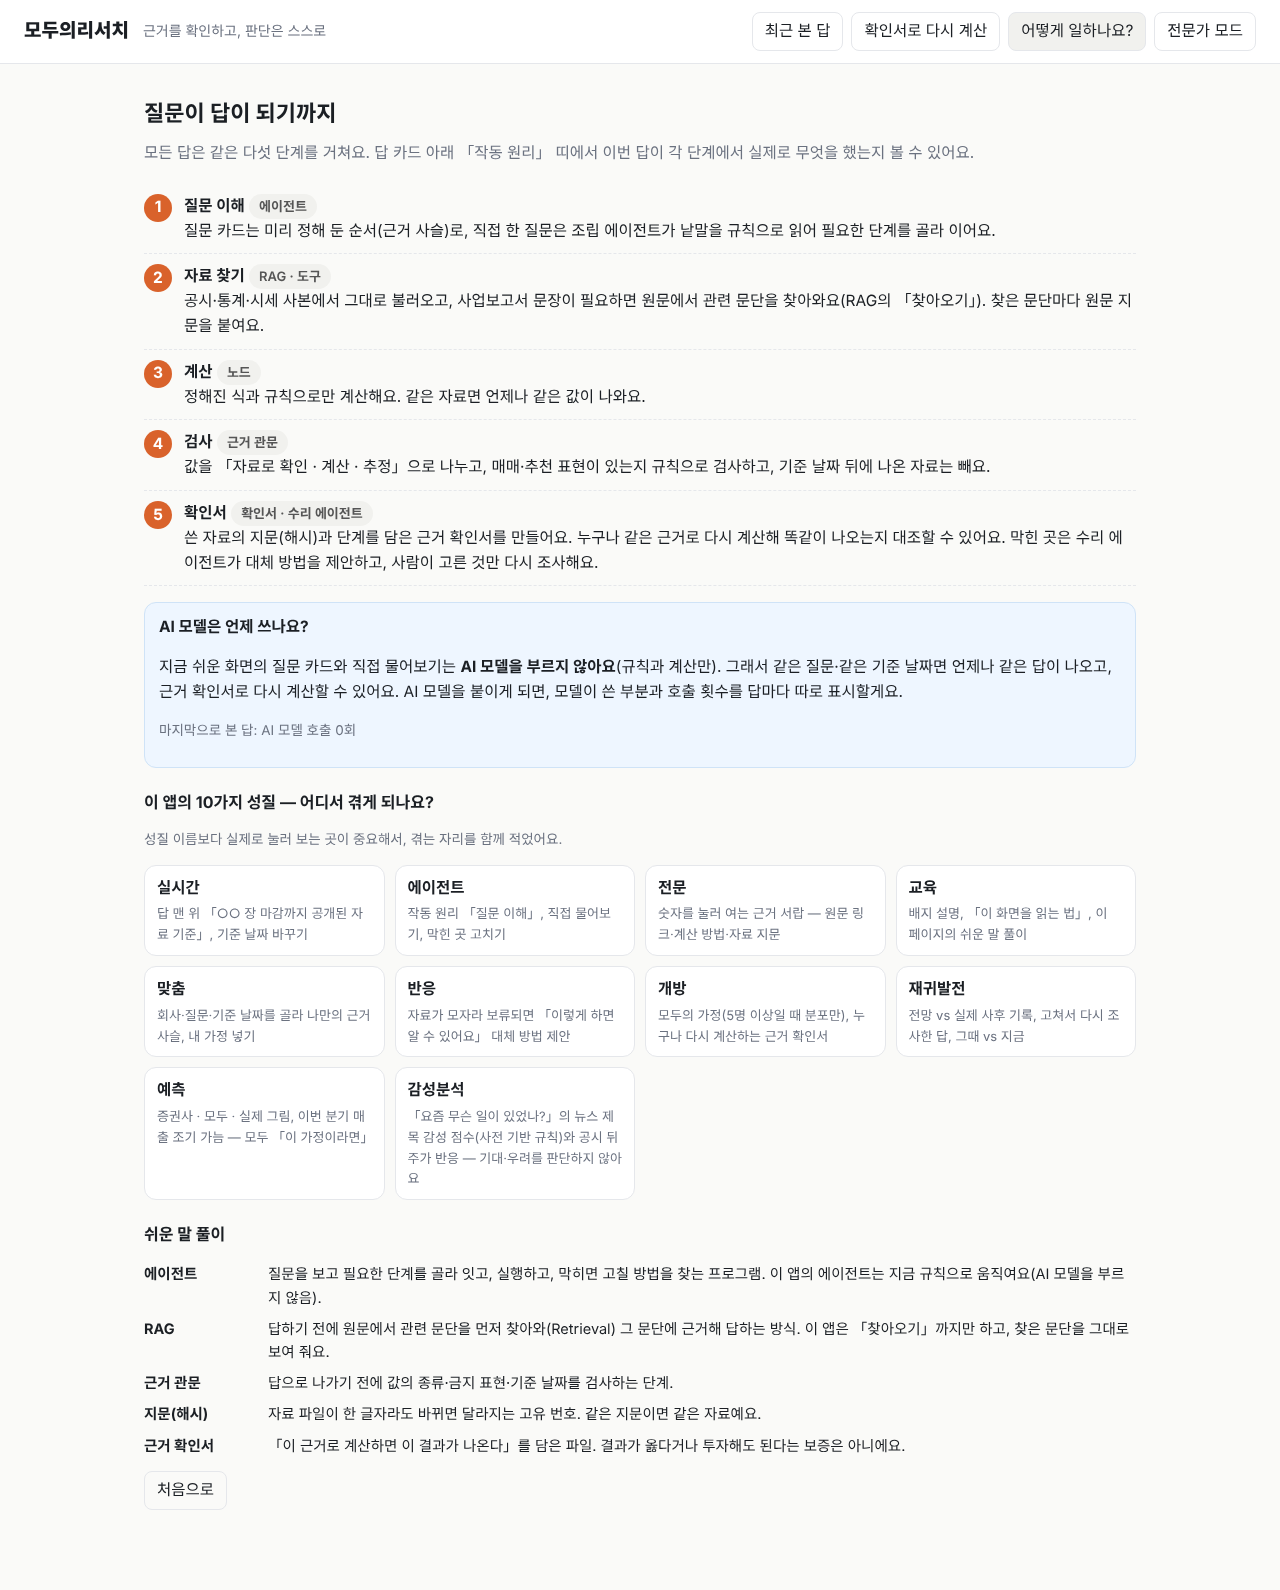 모두의리서치 근거를 확인하고, 판단은 스스로 최근 본 답 확인서로 다시 계산 어떻게 일하나요? 전문가 모드
질문이 답이 되기까지
모든 답은 같은 다섯 단계를 거쳐요. 답 카드 아래 「작동 원리」 띠에서 이번 답이 각 단계에서 실제로 무엇을 했는지 볼 수 있어요.
1 질문 이해 에이전트
질문 카드는 미리 정해 둔 순서(근거 사슬)로, 직접 한 질문은 조립 에이전트가 낱말을 규칙으로 읽어 필요한 단계를 골라 이어요.
2 자료 찾기 RAG · 도구
공시·통계·시세 사본에서 그대로 불러오고, 사업보고서 문장이 필요하면 원문에서 관련 문단을 찾아와요(RAG의 「찾아오기」). 찾은 문단마다 원문 지
문을 붙여요.
3 계산 노드
정해진 식과 규칙으로만 계산해요. 같은 자료면 언제나 같은 값이 나와요.
4 검사 근거 관문
값을 「자료로 확인 · 계산 · 추정」으로 나누고, 매매·추천 표현이 있는지 규칙으로 검사하고, 기준 날짜 뒤에 나온 자료는 빼요.
5 확인서 확인서 · 수리 에이전트
쓴 자료의 지문(해시)과 단계를 담은 근거 확인서를 만들어요. 누구나 같은 근거로 다시 계산해 똑같이 나오는지 대조할 수 있어요. 막힌 곳은 수리 에
이전트가 대체 방법을 제안하고, 사람이 고른 것만 다시 조사해요.
AI 모델은 언제 쓰나요?
지금 쉬운 화면의 질문 카드와 직접 물어보기는 AI 모델을 부르지 않아요(규칙과 계산만). 그래서 같은 질문·같은 기준 날짜면 언제나 같은 답이 나오고,
근거 확인서로 다시 계산할 수 있어요. AI 모델을 붙이게 되면, 모델이 쓴 부분과 호출 횟수를 답마다 따로 표시할게요.
마지막으로 본 답: AI 모델 호출 0회
이 앱의 10가지 성질 — 어디서 겪게 되나요?
성질 이름보다 실제로 눌러 보는 곳이 중요해서, 겪는 자리를 함께 적었어요.
실시간
답 맨 위 「○○ 장 마감까지 공개된 자
료 기준」, 기준 날짜 바꾸기
에이전트
작동 원리 「질문 이해」, 직접 물어보
기, 막힌 곳 고치기
전문
숫자를 눌러 여는 근거 서랍 — 원문 링
크·계산 방법·자료 지문
교육
배지 설명, 「이 화면을 읽는 법」, 이
페이지의 쉬운 말 풀이
맞춤
회사·질문·기준 날짜를 골라 나만의 근거
사슬, 내 가정 넣기
반응
자료가 모자라 보류되면 「이렇게 하면
알 수 있어요」 대체 방법 제안
개방
모두의 가정(5명 이상일 때 분포만), 누
구나 다시 계산하는 근거 확인서
재귀발전
전망 vs 실제 사후 기록, 고쳐서 다시 조
사한 답, 그때 vs 지금
예측
증권사 · 모두 · 실제 그림, 이번 분기 매
출 조기 가늠 — 모두 「이 가정이라면」
감성분석
「요즘 무슨 일이 있었나?」의 뉴스 제
목 감성 점수(사전 기반 규칙)와 공시 뒤
주가 반응 — 기대·우려를 판단하지 않아
요
쉬운 말 풀이
에이전트 질문을 보고 필요한 단계를 골라 잇고, 실행하고, 막히면 고칠 방법을 찾는 프로그램. 이 앱의 에이전트는 지금 규칙으로 움직여요(AI 모델을 부르
지 않음).
RAG 답하기 전에 원문에서 관련 문단을 먼저 찾아와(Retrieval) 그 문단에 근거해 답하는 방식. 이 앱은 「찾아오기」까지만 하고, 찾은 문단을 그대로
보여 줘요.
근거 관문 답으로 나가기 전에 값의 종류·금지 표현·기준 날짜를 검사하는 단계.
지문(해시) 자료 파일이 한 글자라도 바뀌면 달라지는 고유 번호. 같은 지문이면 같은 자료예요.
근거 확인서 「이 근거로 계산하면 이 결과가 나온다」를 담은 파일. 결과가 옳다거나 투자해도 된다는 보증은 아니에요.
처음으로